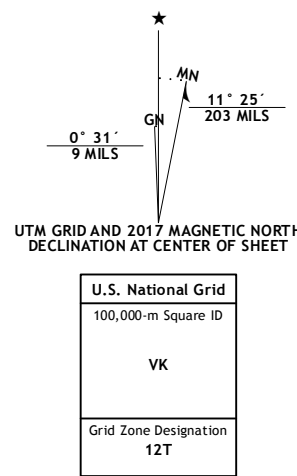 ★
MN
GN
11° 25´
203 MILS
0° 31´
9 MILS
UTM GRID AND 2017 MAGNETIC NORTH
DECLINATION AT CENTER OF SHEET
U.S. National Grid
100,000-m Square ID
VK
Grid Zone Designation
12T